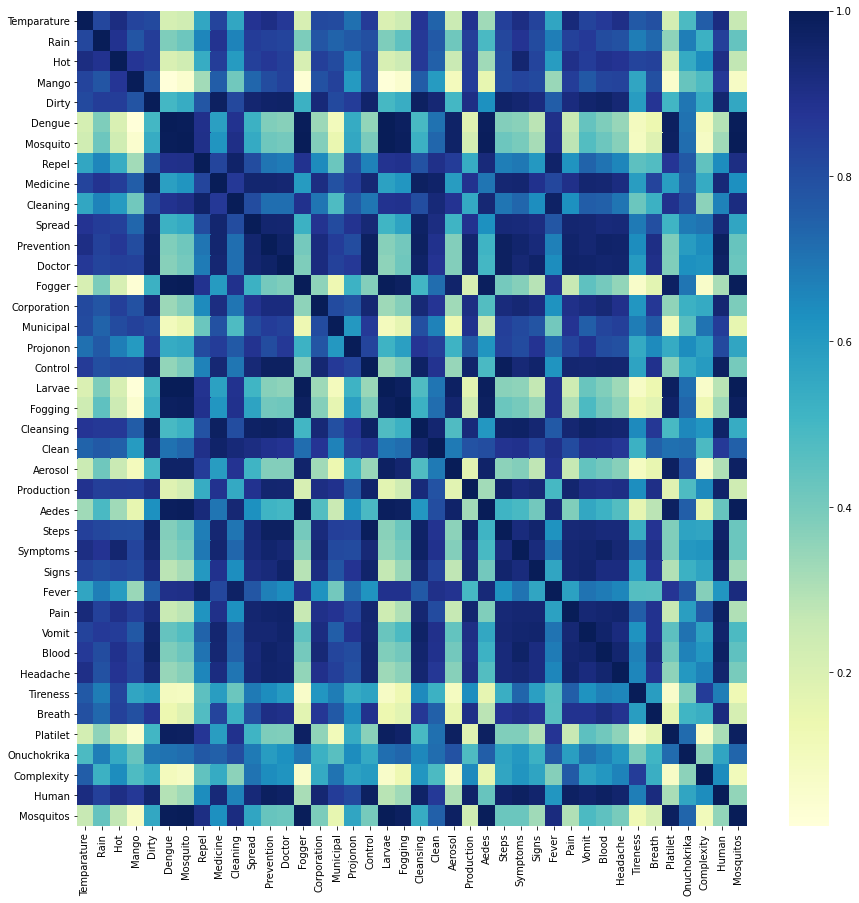 Temparature
Rain
Hot
Mango
Dirty
Dengue
Mosquito
Repel
Medicine
Cleaning
Spread
Prevention
Doctor
Fogger
Corporation
Municipal
Projonon
Control
Larvae
Fogging
Cleansing
Clean
Aerosol
Production
Aedes
Steps
Symptoms
Signs
Fever
Pain
Vomit
Blood
Headache
Tireness
Breath
Platilet
Onuchokrika
Complexity
Human
Mosquitos
1.0
0.8
0.6
0.4
0.2
Temparature
Rain
Hot
Mango
Dirty
Dengue
Mosquito
Repel
Medicine
Cleaning
Spread
Prevention
Doctor
Fogger
Corporation
Municipal
Projonon
Control
Larvae
Fogging
Cleansing
Clean
Aerosol
Production
Aedes
Steps
Symptoms
Signs
Fever
Pain
Vomit
Blood
Headache
Tireness
Breath
Platilet
Onuchokrika
Complexity
Human
Mosquitos